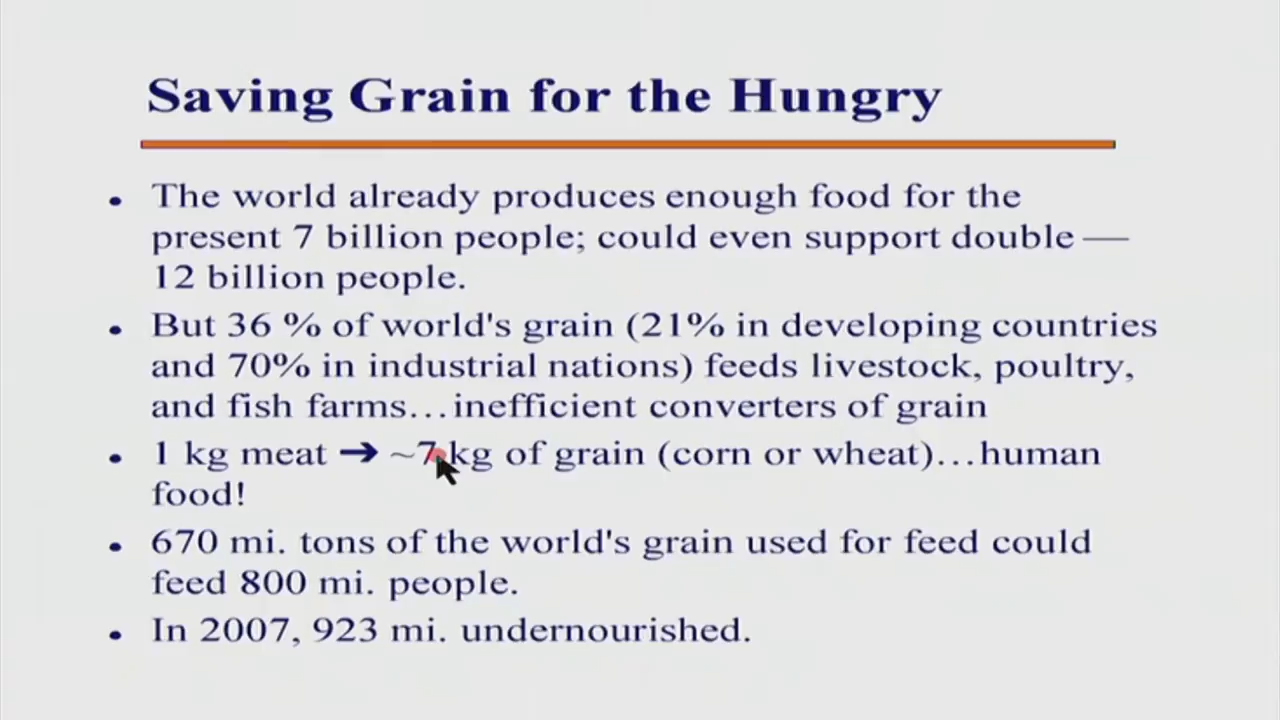 Saving Grain for the Hungry
• The world already produces enough food for the
present 7 billion people; could even support double —
12 billion people.
• But 36 % of world's grain (21% in developing countries
and 70% in industrial nations) feeds livestock, poultry,
and fish farms…inefficient converters of grain
• 1 kg meat ➔ ~7 kg of grain (corn or wheat)…human
food!
• 670 mi. tons of the world's grain used for feed could
feed 800 mi. people.
• In 2007, 923 mi. undernourished.